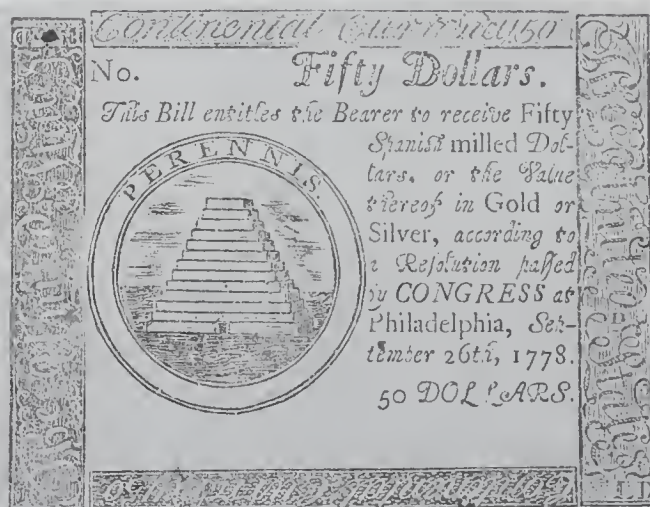 Continental Currency
No. Fifty Dollars.
This Bill entitles the Bearer to receive Fifty
Spanish milled Dol-
lars, or the Value
thereof in Gold or
Silver, according to
a Resolution passed
by CONGRESS at
Philadelphia, Sep-
tember 26th, 1778.
50 DOLLARS.
PERENNIS.